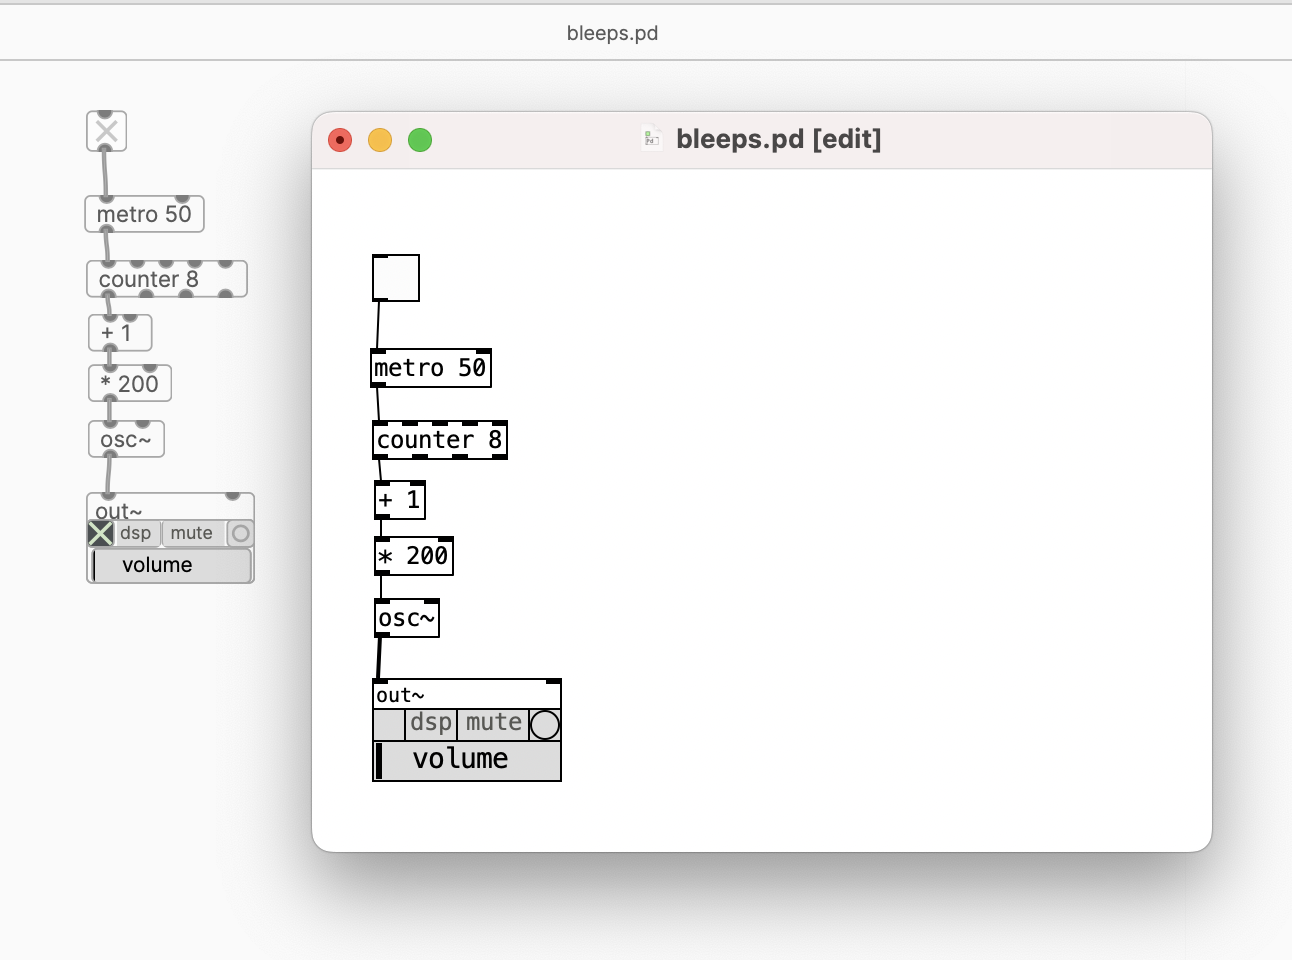 bleeps.pd
metro 50
counter 8
+ 1
* 200
osc~
out~
dsp mute
volume
bleeps.pd [edit]
metro 50
counter 8
+ 1
* 200
osc~
out~
dsp mute
volume